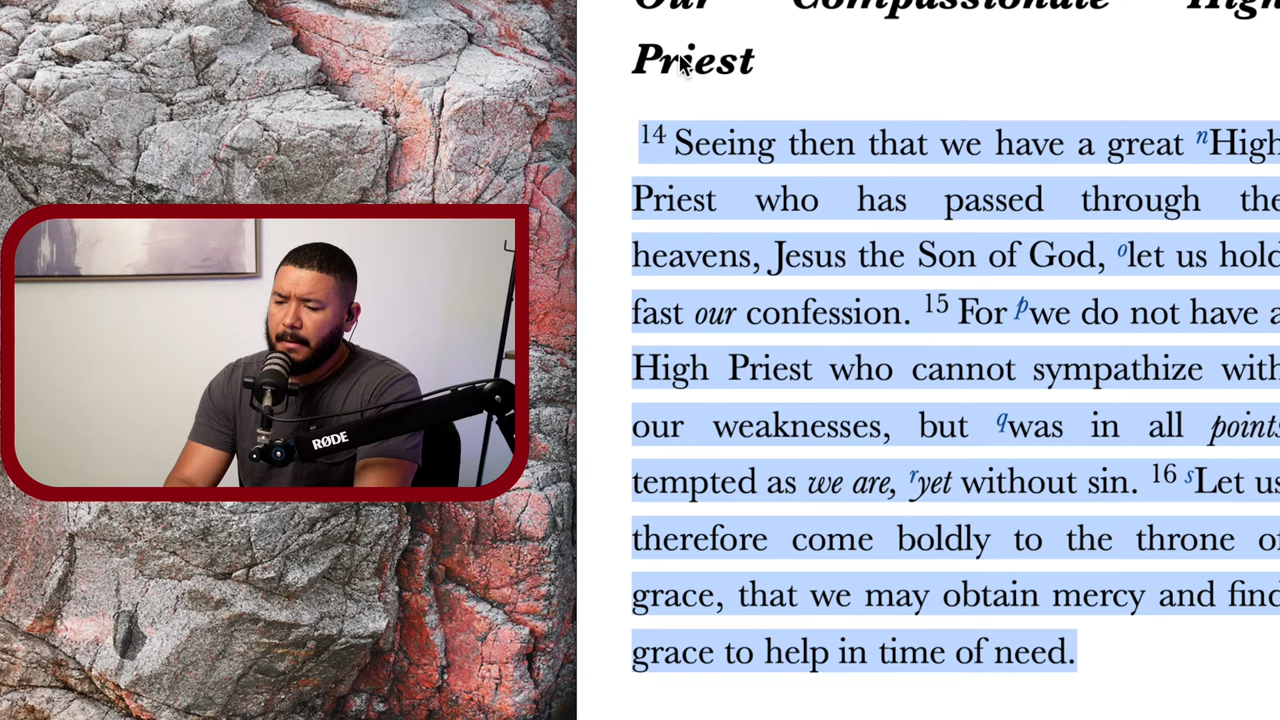 Our Compassionate High
Priest
14 Seeing then that we have a great nHigh
Priest who has passed through the
heavens, Jesus the Son of God, olet us hold
fast our confession. 15 For pwe do not have a
High Priest who cannot sympathize with
our weaknesses, but qwas in all points
tempted as we are, ryet without sin. 16 sLet us
therefore come boldly to the throne of
grace, that we may obtain mercy and find
grace to help in time of need.
RØDE